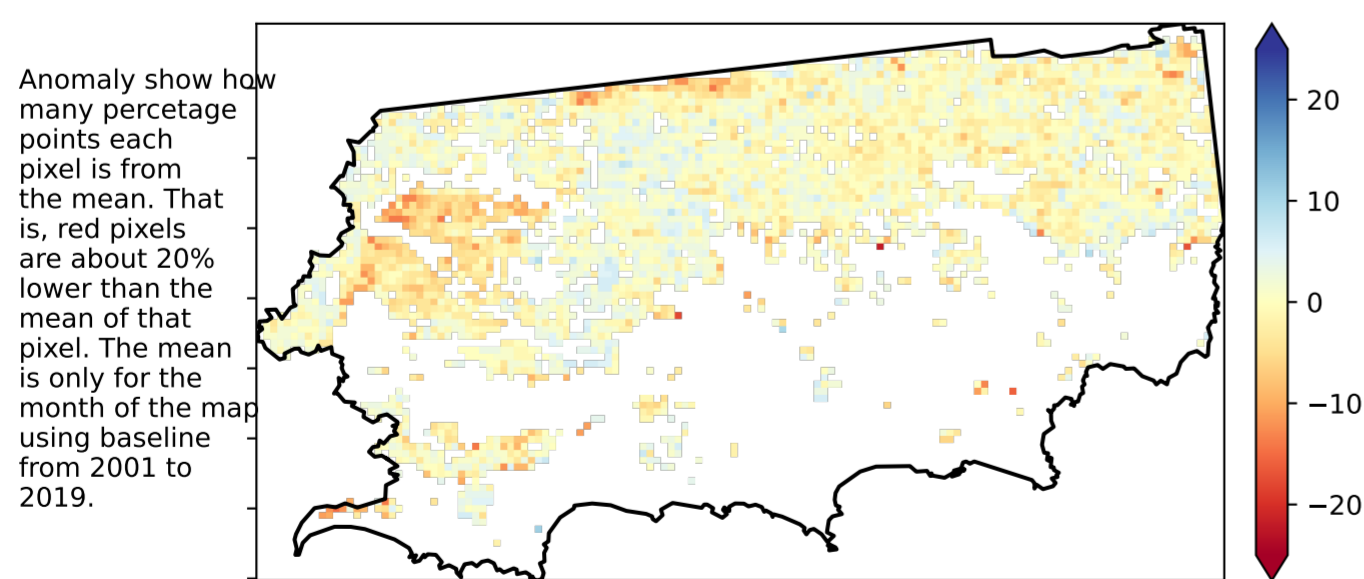 Anomaly show how
many percetage
points each
pixel is from
the mean. That
is, red pixels
are about 20%
lower than the
mean of that
pixel. The mean
is only for the
month of the map
using baseline
from 2001 to
2019.
20
10
0
−10
−20